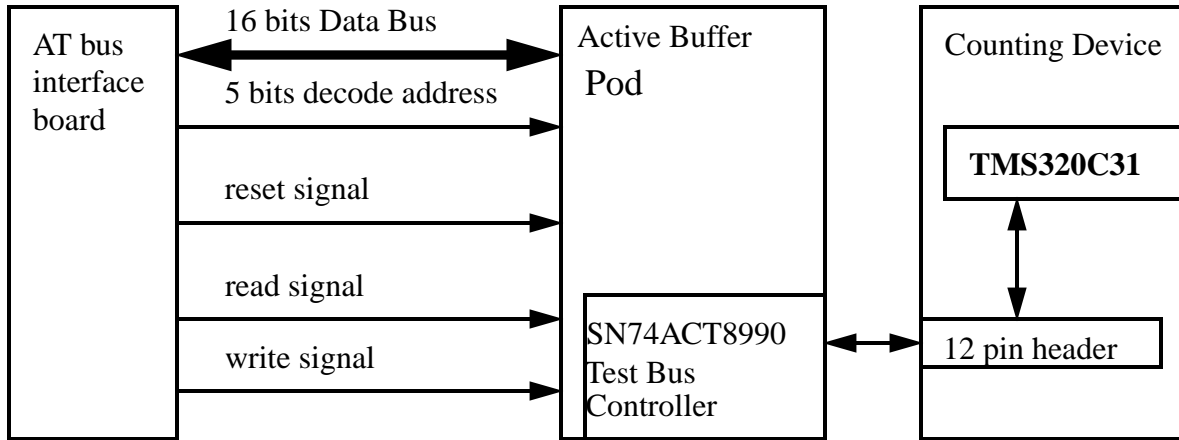 AT bus
interface
board
16 bits Data Bus
5 bits decode address
reset signal
read signal
write signal
Active Buffer
Pod
SN74ACT8990
Test Bus
Controller
Counting Device
TMS320C31
12 pin header